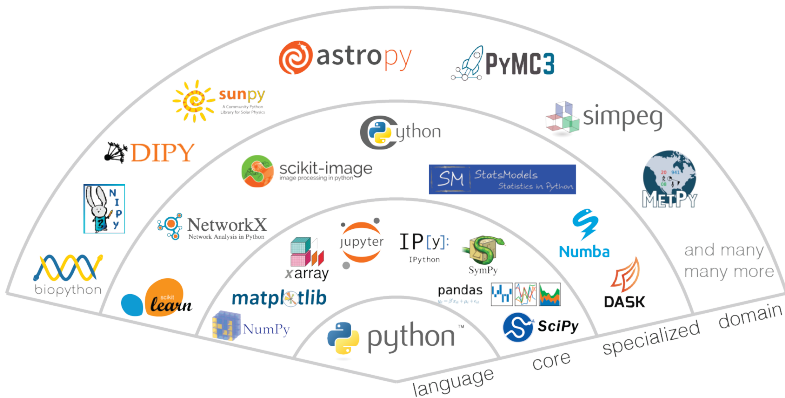 astropy
PyMC3
sunpy
A Community Python
Library for Solar Physics
simpeg
Cython
DIPY
scikit-image
image processing in python
SM StatsModels
Statistics in Python
METPY
NIPY
NetworkX
Network Analysis in Python
jupyter
IP[y]:
IPython
Numba
SymPy
xarray
and many
many more
biopython
learn
matplotlib
pandas
DASK
NumPy
python™
SciPy
language core specialized domain